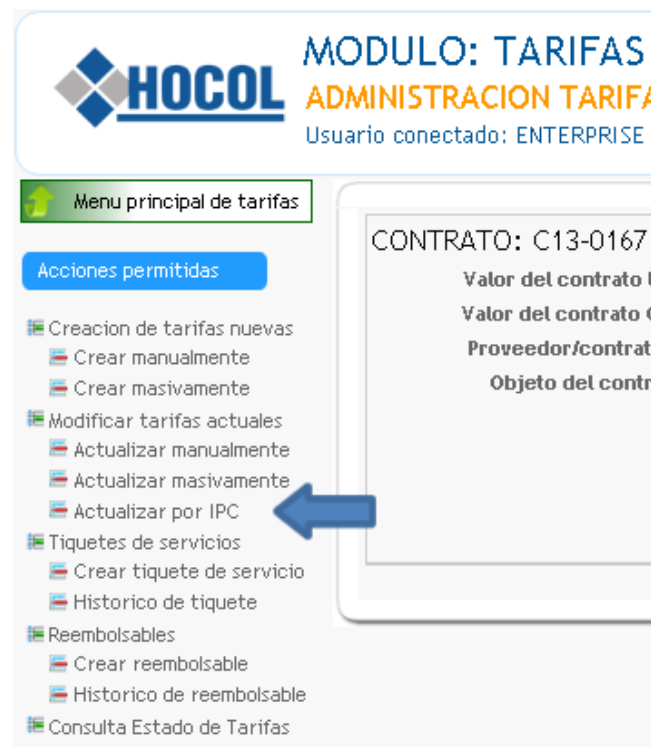 HOCOL
MODULO: TARIFAS
ADMINISTRACION TARIFA
Usuario conectado: ENTERPRISE
Menu principal de tarifas
Acciones permitidas
Creacion de tarifas nuevas
Crear manualmente
Crear masivamente
Modificar tarifas actuales
Actualizar manualmente
Actualizar masivamente
Actualizar por IPC
Tiquetes de servicios
Crear tiquete de servicio
Historico de tiquete
Reembolsables
Crear reembolsable
Historico de reembolsable
Consulta Estado de Tarifas
CONTRATO: C13-0167
Valor del contrato
Valor del contrato
Proveedor/contrat
Objeto del contr